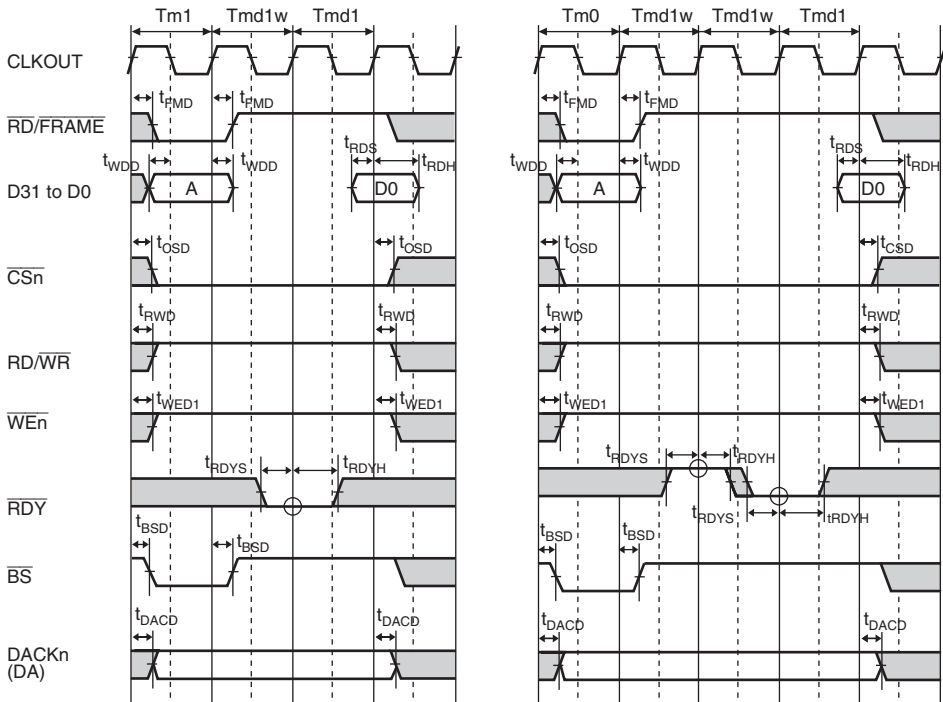 Tm1 Tmd1w Tmd1 Tm0 Tmd1w Tmd1w Tmd1
CLKOUT
tFMD tFMD tFMD tFMD
RD/FRAME
tWDD tWDD tRDS tRDH tWDD tWDD tRDS tRDH
D31 to D0 A D0 A D0
tOSD tOSD tOSD tCSD
CSn
tRWD tRWD tRWD tRWD
RD/WR
tWED1 tWED1 tWED1 tWED1
WEn
tRDYS tRDYH tRDYS tRDYH
RDY
tRDYS tRDYH
tBSD tBSD tBSD tBSD
BS
tDACD tDACD tDACD tDACD
DACKn
(DA)